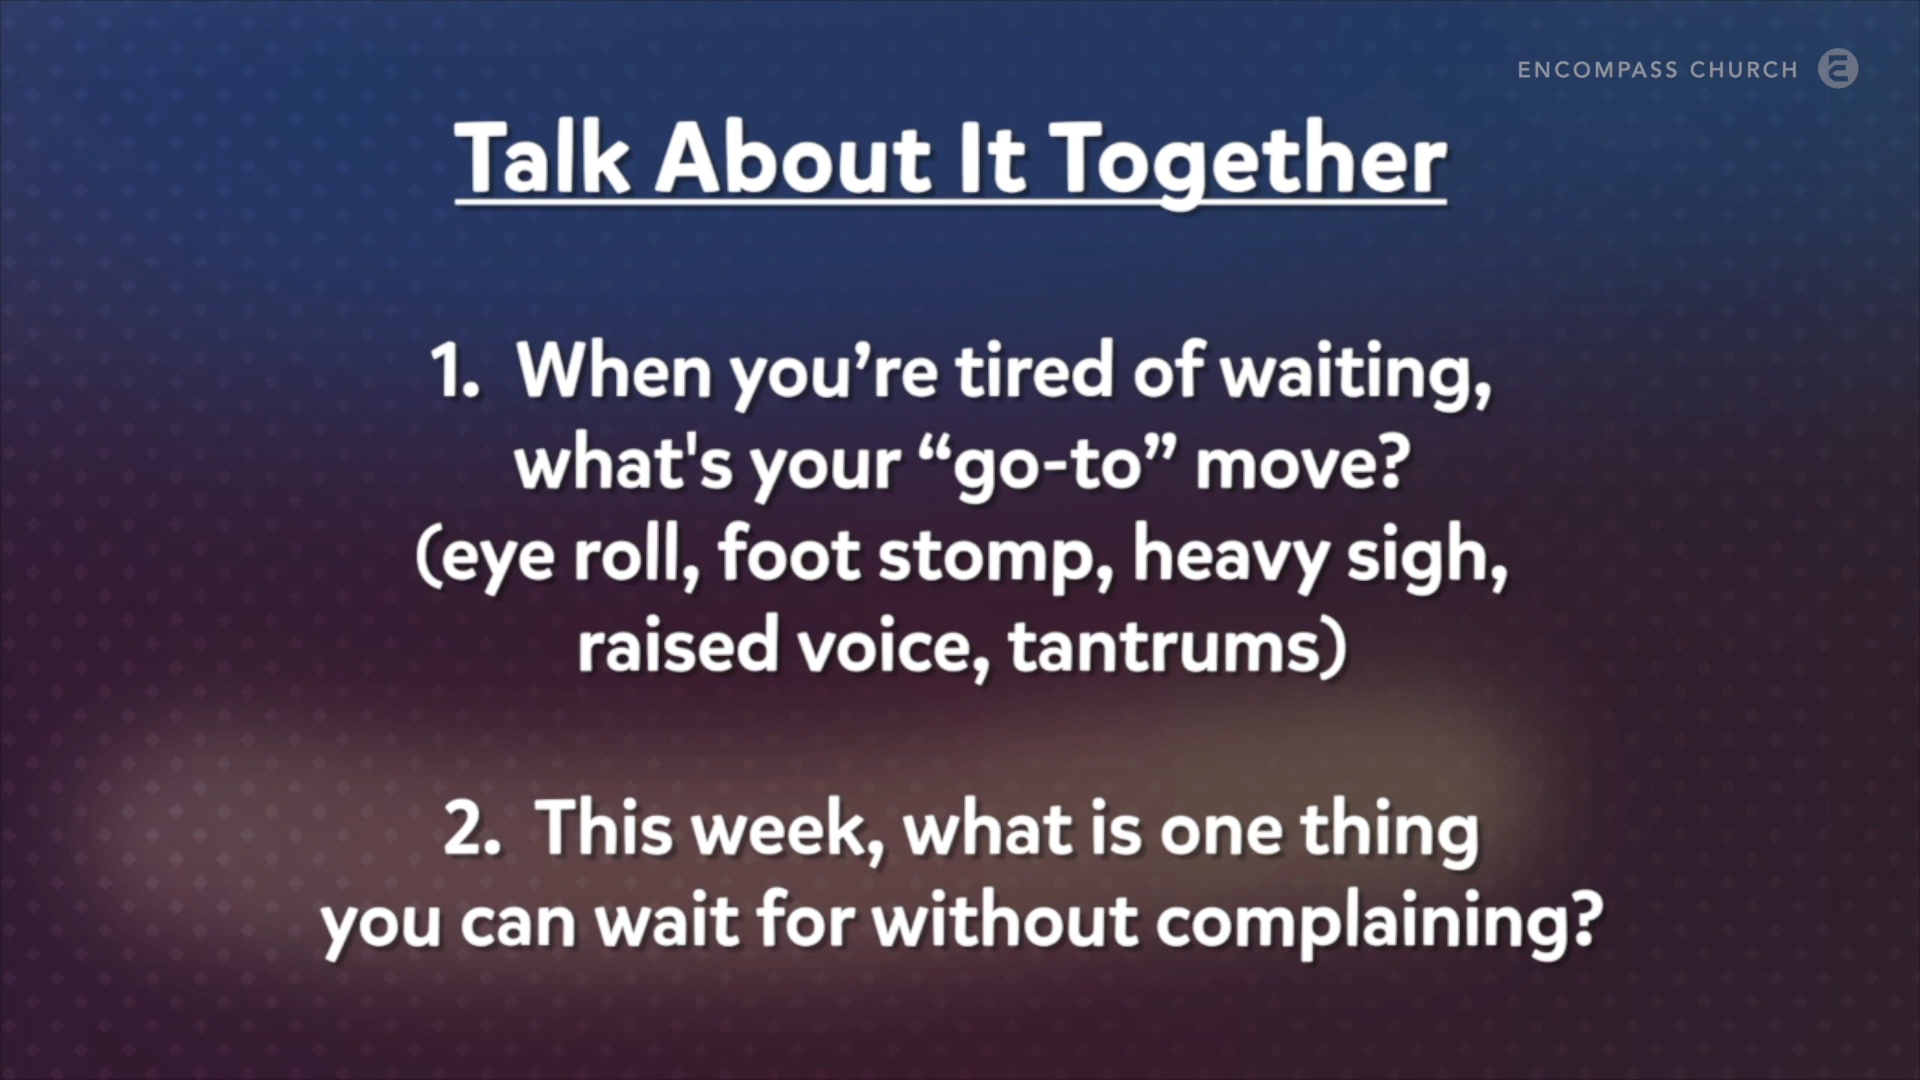 ENCOMPASS CHURCH
Talk About It Together
1. When you’re tired of waiting,
what's your “go-to” move?
(eye roll, foot stomp, heavy sigh,
raised voice, tantrums)
2. This week, what is one thing
you can wait for without complaining?